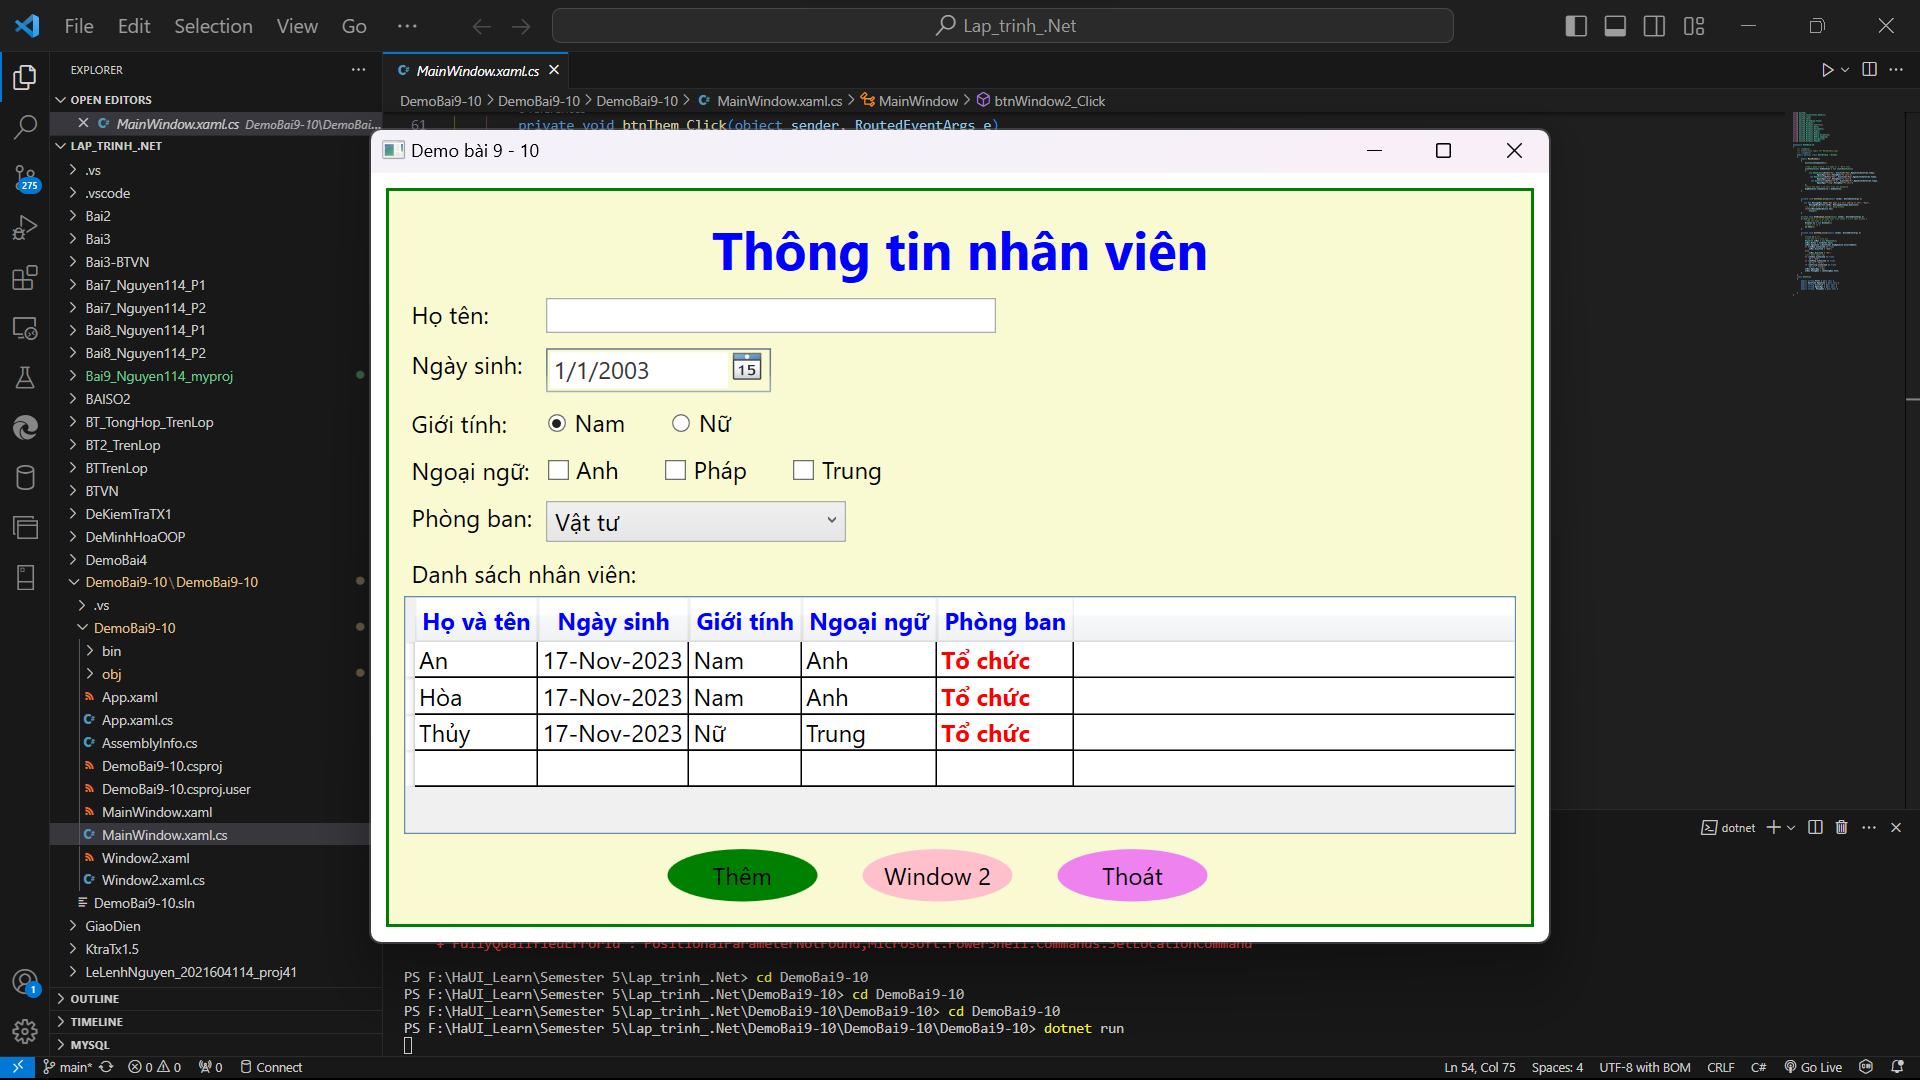 File Edit Selection View Go ··· Lap_trinh_.Net
EXPLORER ···
OPEN EDITORS
MainWindow.xaml.cs DemoBai9-10\DemoBai...
LAP_TRINH_.NET
.vs
.vscode
Bai2
Bai3
Bai3-BTVN
Bai7_Nguyen114_P1
Bai7_Nguyen114_P2
Bai8_Nguyen114_P1
Bai8_Nguyen114_P2
Bai9_Nguyen114_myproj
BAISO2
BT_TongHop_TrenLop
BT2_TrenLop
BTTrenLop
BTVN
DeKiemTraTX1
DeMinhHoaOOP
DemoBai4
DemoBai9-10\DemoBai9-10
.vs
DemoBai9-10
bin
obj
App.xaml
App.xaml.cs
AssemblyInfo.cs
DemoBai9-10.csproj
DemoBai9-10.csproj.user
MainWindow.xaml
MainWindow.xaml.cs
Window2.xaml
Window2.xaml.cs
DemoBai9-10.sln
GiaoDien
KtraTx1.5
LeLenhNguyen_2021604114_proj41
OUTLINE
TIMELINE
MYSQL
275
1
MainWindow.xaml.cs
DemoBai9-10 > DemoBai9-10 > DemoBai9-10 > MainWindow.xaml.cs > MainWindow > btnWindow2_Click
61 private void btnThem_Click(object sender, RoutedEventArgs e)
Demo bài 9 - 10
Thông tin nhân viên
Họ tên:
Ngày sinh: 1/1/2003 15
Giới tính: Nam Nữ
Ngoại ngữ: Anh Pháp Trung
Phòng ban: Vật tư
Danh sách nhân viên:
Họ và tên Ngày sinh Giới tính Ngoại ngữ Phòng ban
An 17-Nov-2023 Nam Anh Tổ chức
Hòa 17-Nov-2023 Nam Anh Tổ chức
Thủy 17-Nov-2023 Nữ Trung Tổ chức
Thêm Window 2 Thoát
dotnet
+ FullyQualifiedErrorId : PositionalParameterNotFound,Microsoft.PowerShell.Commands.SetLocationCommand
PS F:\HaUI_Learn\Semester 5\Lap_trinh_.Net> cd DemoBai9-10
PS F:\HaUI_Learn\Semester 5\Lap_trinh_.Net\DemoBai9-10> cd DemoBai9-10
PS F:\HaUI_Learn\Semester 5\Lap_trinh_.Net\DemoBai9-10\DemoBai9-10> cd DemoBai9-10
PS F:\HaUI_Learn\Semester 5\Lap_trinh_.Net\DemoBai9-10\DemoBai9-10\DemoBai9-10> dotnet run
main* 0 0 0 Connect Ln 54, Col 75 Spaces: 4 UTF-8 with BOM CRLF C# Go Live